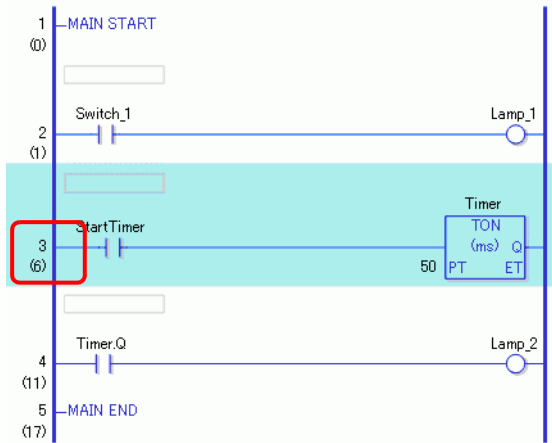 1 MAIN START
(0)
Switch_1 Lamp_1
2
(1)
Timer
StartTimer TON
3 (ms) Q
(6) 50 PT ET
Timer.Q Lamp_2
4
(11)
5 MAIN END
(17)